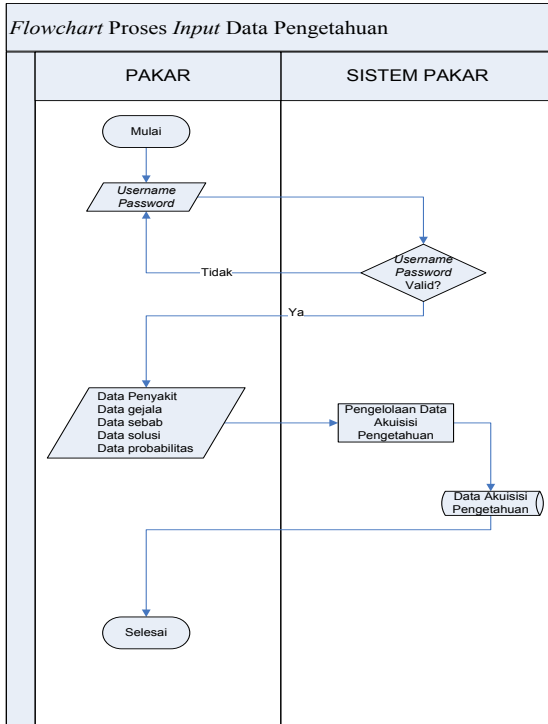 Flowchart Proses Input Data Pengetahuan
PAKAR
SISTEM PAKAR
Mulai
Username
Password
Username
Password
Valid?
Tidak
Ya
Data Penyakit
Data gejala
Data sebab
Data solusi
Data probabilitas
Pengelolaan Data
Akuisisi
Pengetahuan
Data Akuisisi
Pengetahuan
Selesai